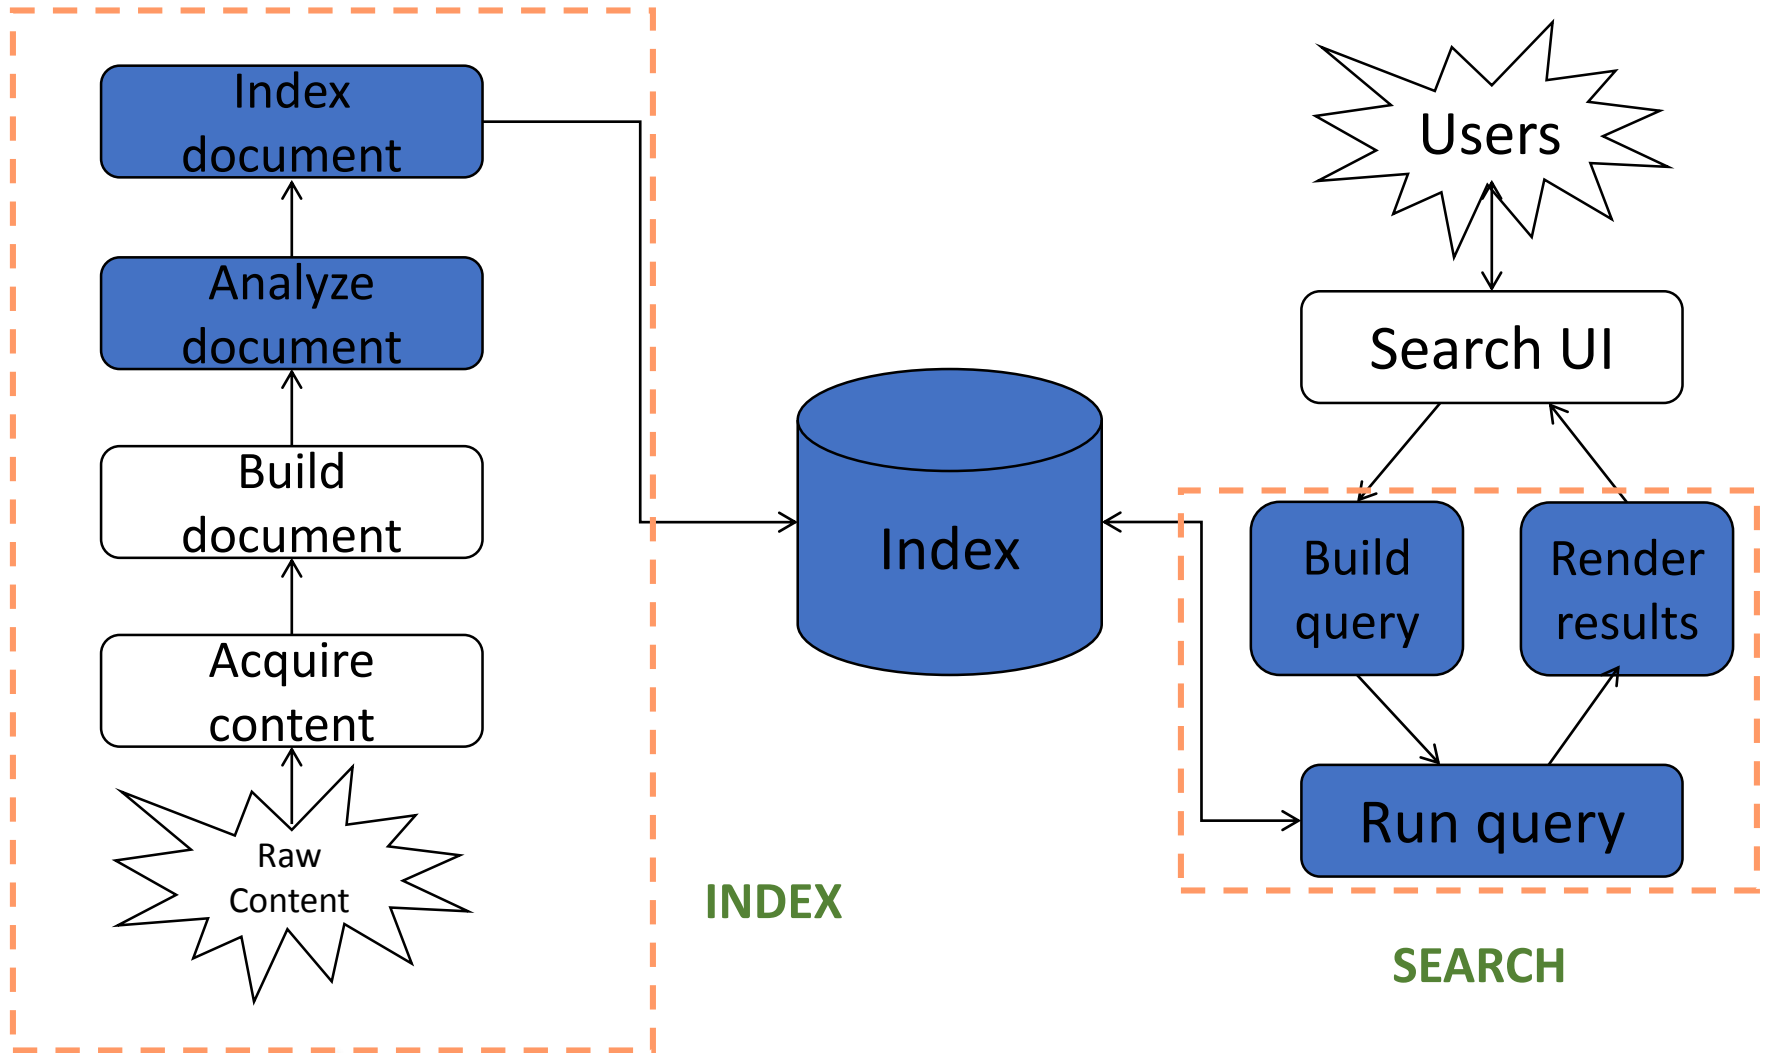 Index
document
Analyze
document
Build
document
Acquire
content
Raw
Content
INDEX
Index
Users
Search UI
Build
query
Render
results
Run query
SEARCH